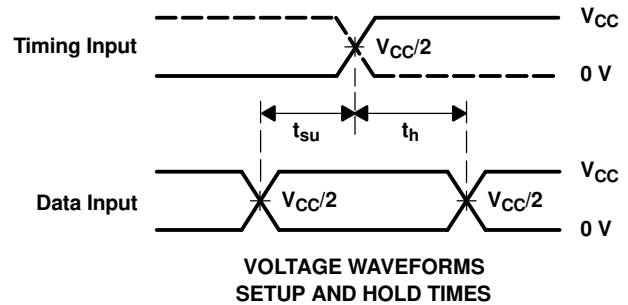 V_CC
Timing Input
V_CC/2
0 V
t_su
t_h
V_CC
Data Input
V_CC/2
V_CC/2
0 V
VOLTAGE WAVEFORMS
SETUP AND HOLD TIMES